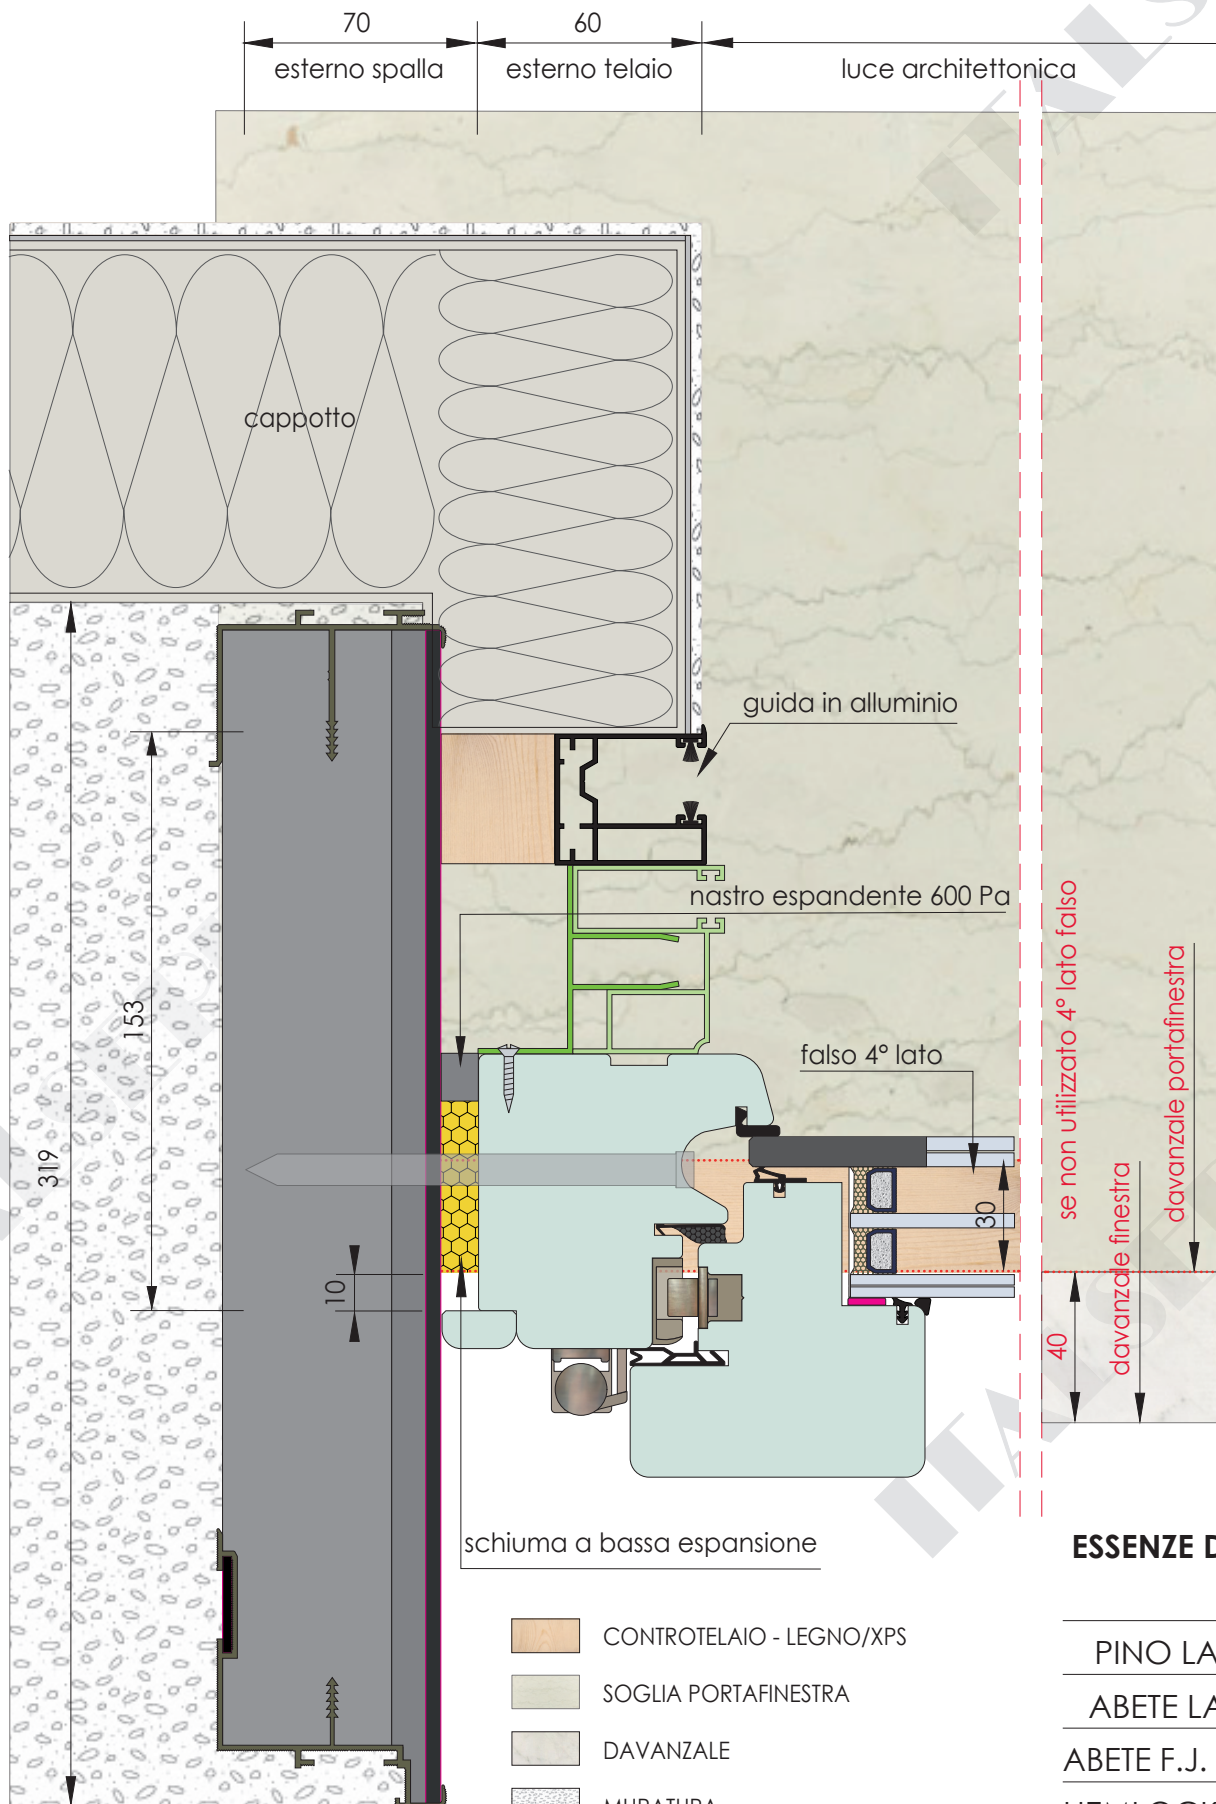 70
60
esterno spalla
esterno telaio
luce architettonica
cappotto
guida in alluminio
nastro espandente 600 Pa
153
falso 4° lato
se non utilizzato 4° lato falso
davanzale portafinestra
davanzale finestra
319
30
10
40
schiuma a bassa espansione
ESSENZE D
CONTROTELAIO - LEGNO/XPS
PINO LA
SOGLIA PORTAFINESTRA
ABETE LA
DAVANZALE
ABETE F.J.